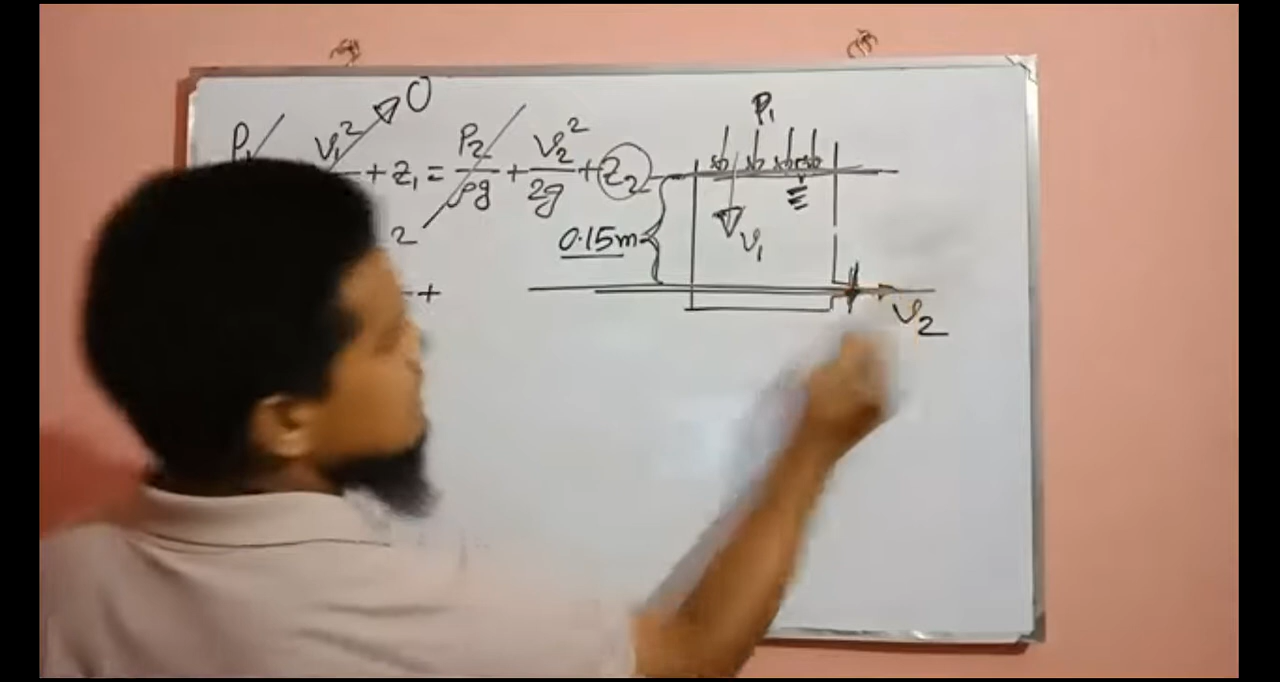 P₁ V₁² → 0
+ Z₁ = P₂/ρg + V₂²/2g + Z₂
2
+
P₁
0.15m
V₁
V₂